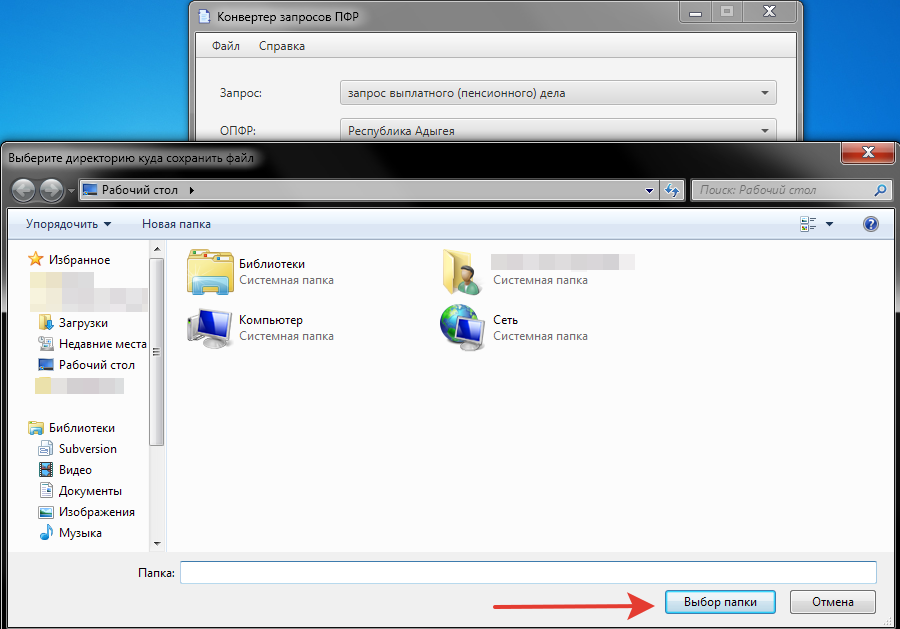 Конвертер запросов ПФР
Файл Справка
Запрос: запрос выплатного (пенсионного) дела
ОПФР: Республика Адыгея
Выберите директорию куда сохранить файл
Рабочий стол Поиск: Рабочий стол
Упорядочить Новая папка
Избранное
Загрузки
Недавние места
Рабочий стол
Библиотеки
Subversion
Видео
Документы
Изображения
Музыка
Библиотеки
Системная папка
Системная папка
Компьютер
Системная папка
Сеть
Системная папка
Папка:
Выбор папки Отмена